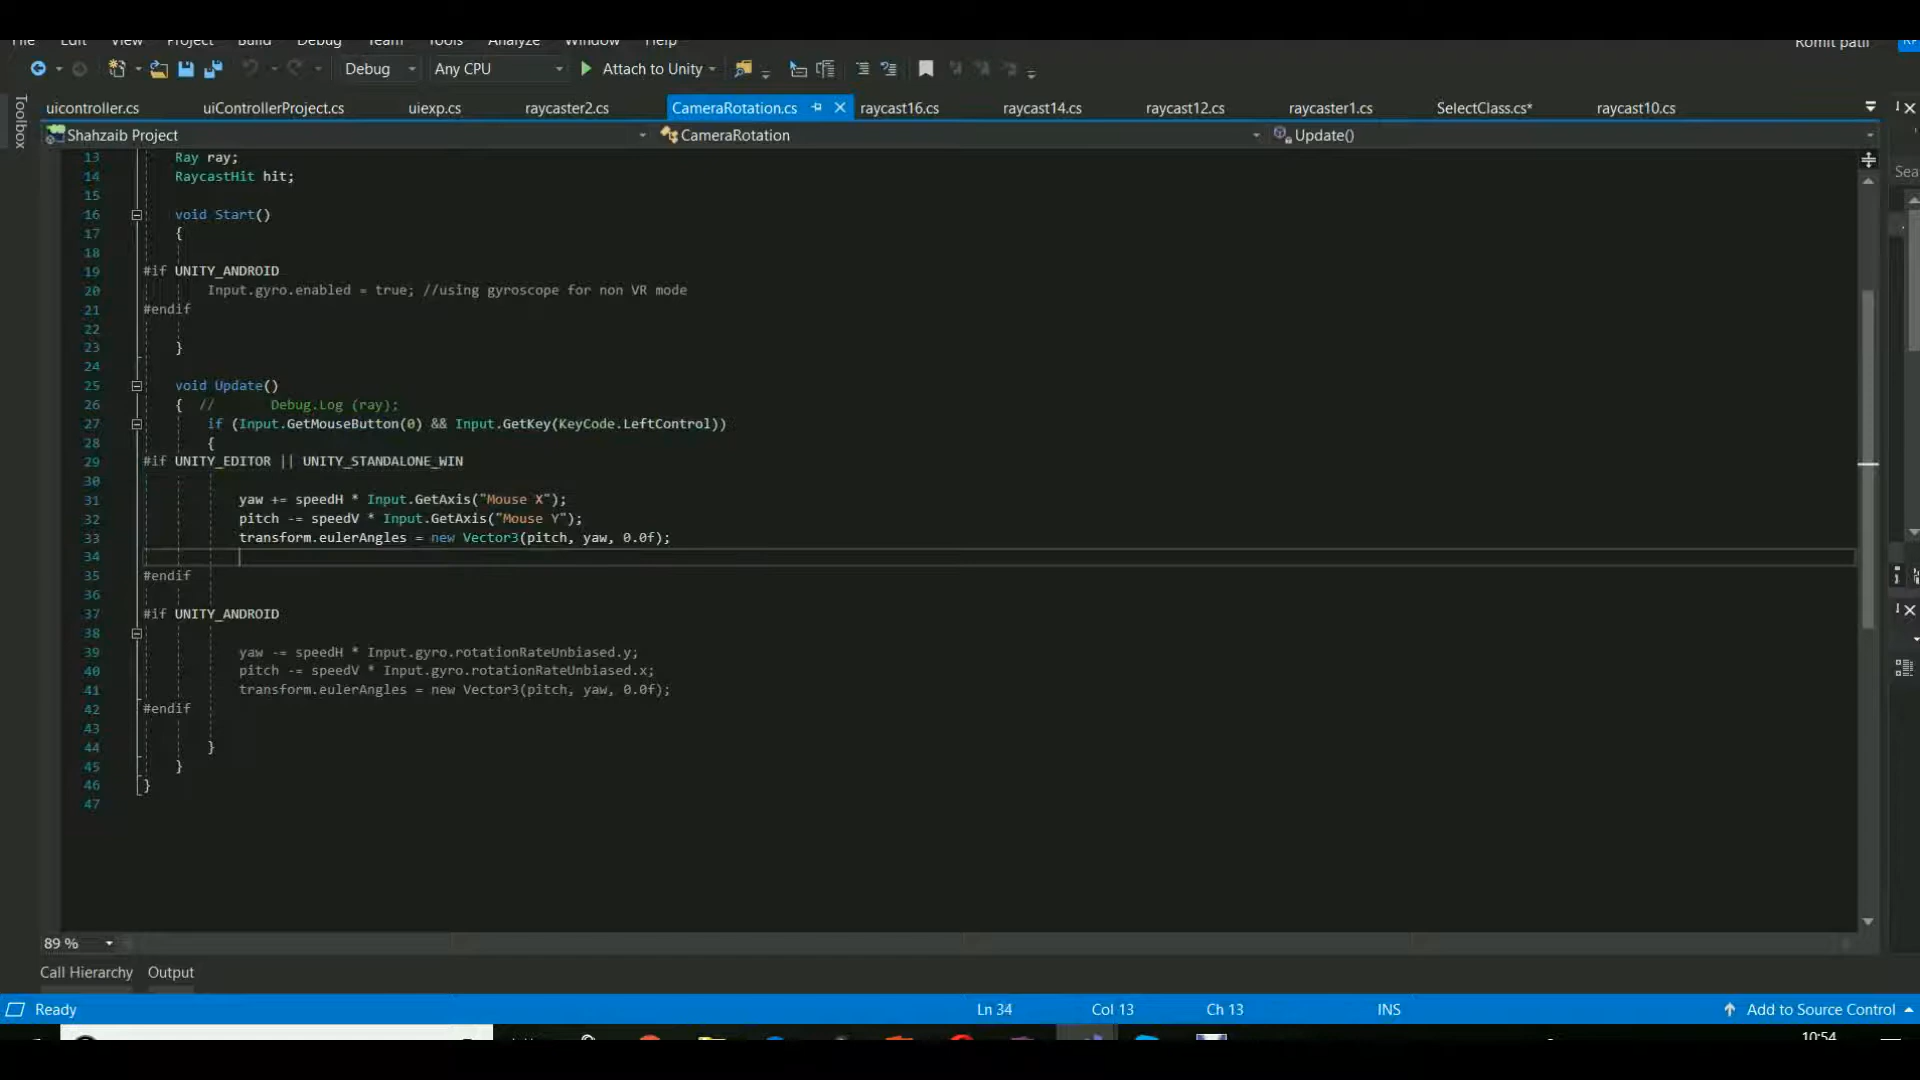 File Edit View Project Build Debug Team Tools Analyze Window Help
Romit patil
RP
Debug Any CPU Attach to Unity
Toolbox
uicontroller.cs uiControllerProject.cs uiexp.cs raycaster2.cs CameraRotation.cs raycast16.cs raycast14.cs raycast12.cs raycaster1.cs SelectClass.cs* raycast10.cs
Shahzaib Project CameraRotation Update()
Sea
13 Ray ray;
14 RaycastHit hit;
15
16 void Start()
17 {
18
19 #if UNITY_ANDROID
20 Input.gyro.enabled = true; //using gyroscope for non VR mode
21 #endif
22
23 }
24
25 void Update()
26 { // Debug.Log (ray);
27 if (Input.GetMouseButton(0) && Input.GetKey(KeyCode.LeftControl))
28 {
29 #if UNITY_EDITOR || UNITY_STANDALONE_WIN
30
31 yaw += speedH * Input.GetAxis("Mouse X");
32 pitch -= speedV * Input.GetAxis("Mouse Y");
33 transform.eulerAngles = new Vector3(pitch, yaw, 0.0f);
34
35 #endif
36
37 #if UNITY_ANDROID
38
39 yaw -= speedH * Input.gyro.rotationRateUnbiased.y;
40 pitch -= speedV * Input.gyro.rotationRateUnbiased.x;
41 transform.eulerAngles = new Vector3(pitch, yaw, 0.0f);
42 #endif
43
44 }
45 }
46 }
47
89 %
Call Hierarchy Output
Ready Ln 34 Col 13 Ch 13 INS Add to Source Control
10:54